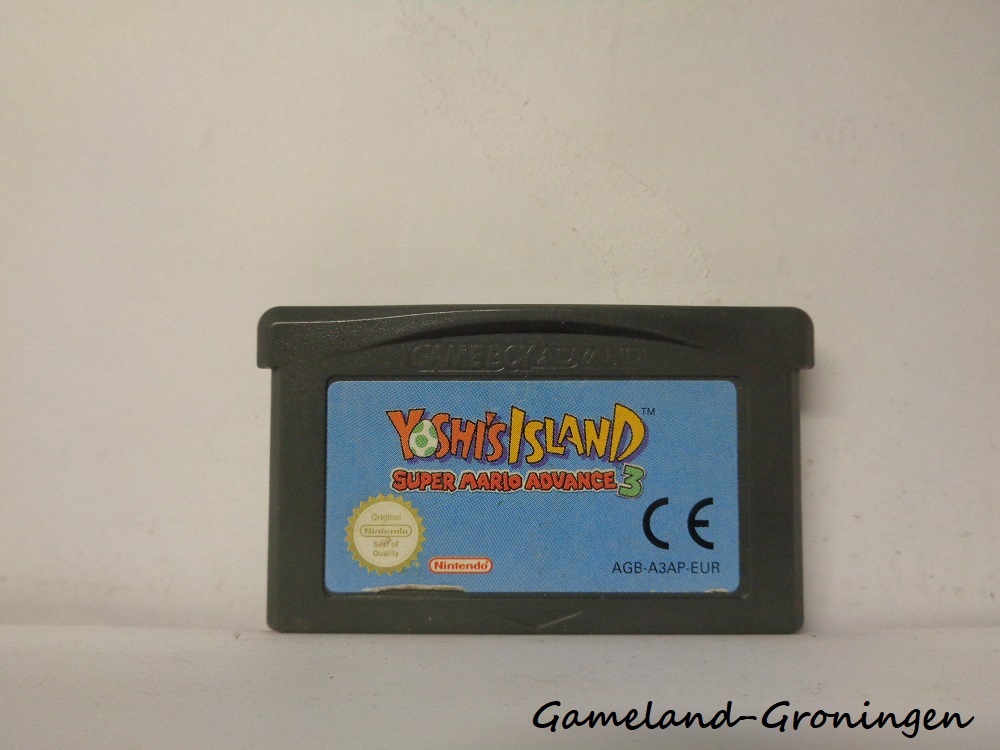 GAME BOY ADVANCE
YOSHI'S ISLAND™
SUPER MARIO ADVANCE 3
Original
Nintendo
Seal of
Quality
Nintendo
CE
AGB-A3AP-EUR
Gameland-Groningen